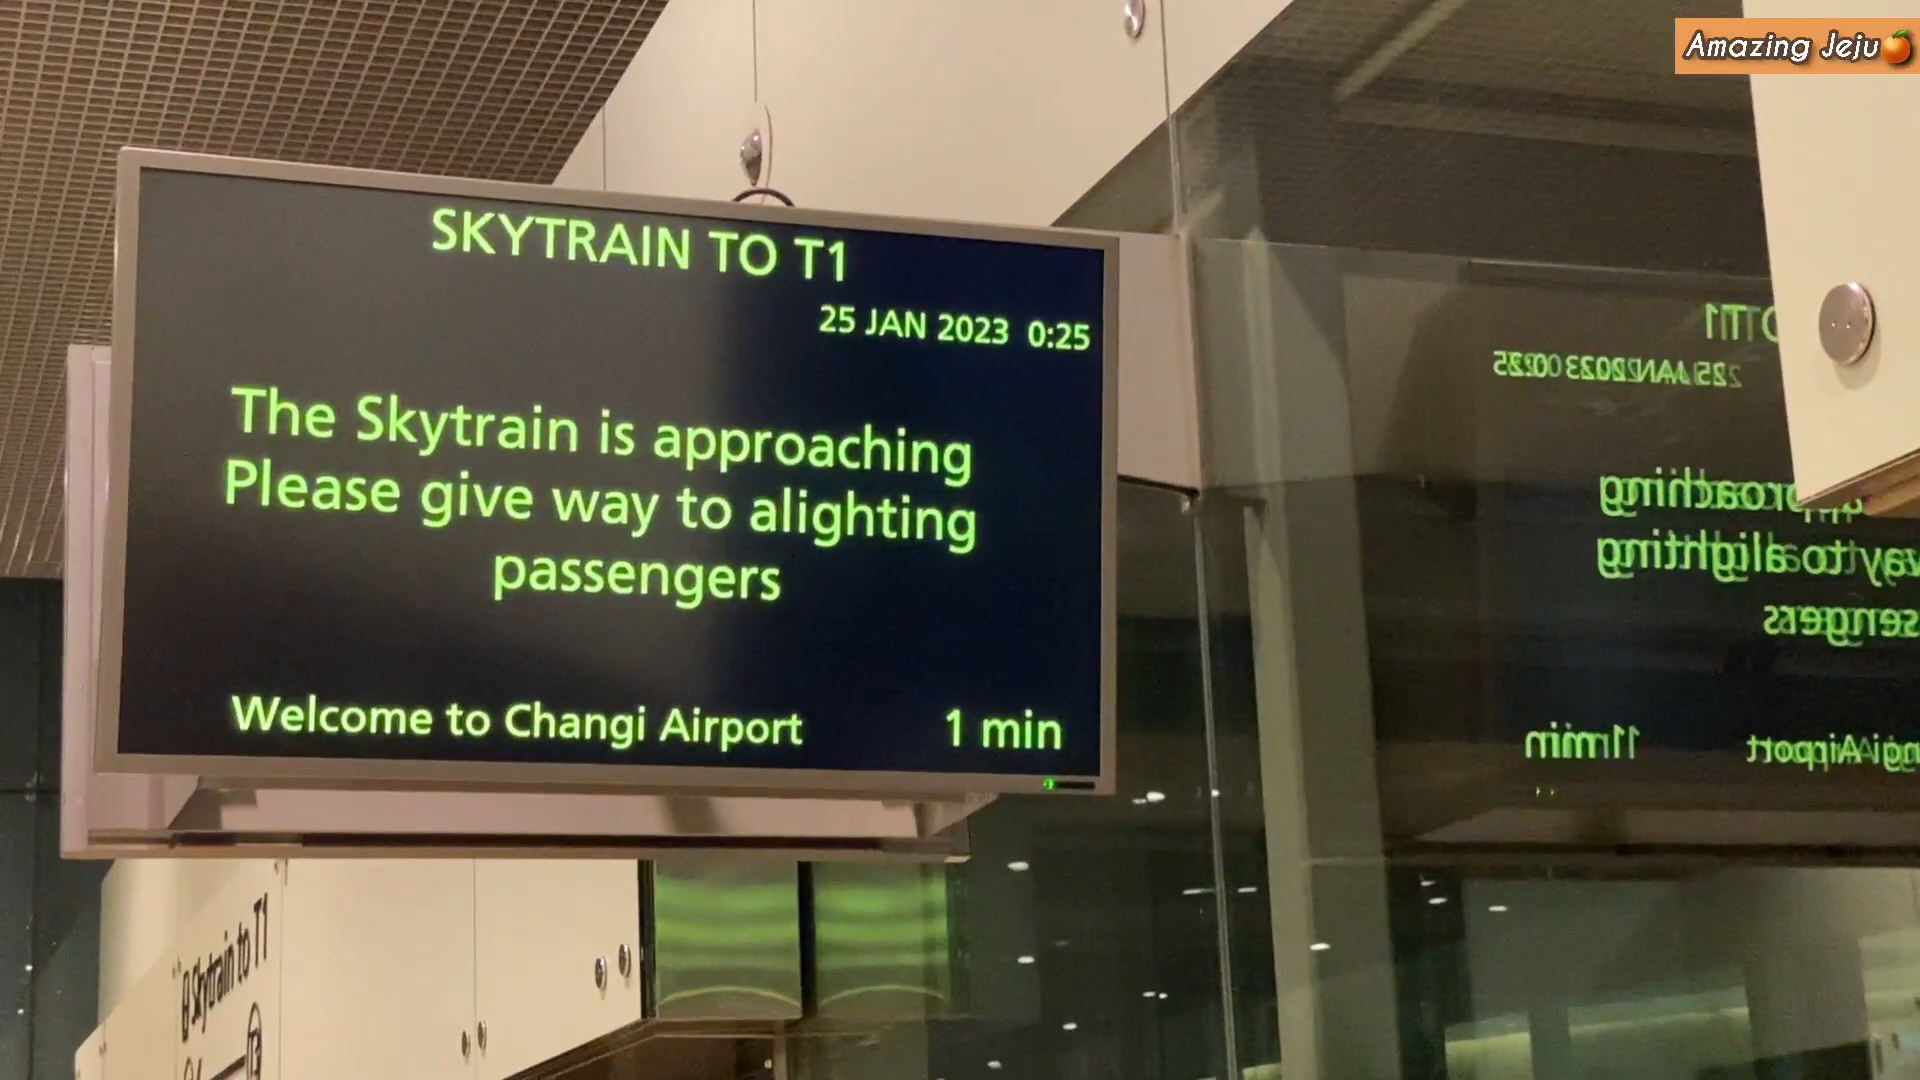 Amazing Jeju
SKYTRAIN TO T1
25 JAN 2023 0:25
The Skytrain is approaching
Please give way to alighting
passengers
Welcome to Changi Airport 1 min
Skytrain to T1